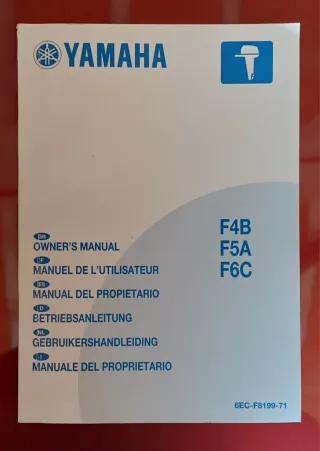 YAMAHA
F4B
F5A
F6C
OWNER'S MANUAL
F
MANUEL DE L'UTILISATEUR
MANUAL DEL PROPIETARIO
D
BETRIEBSANLEITUNG
NL
GEBRUIKERSHANDLEIDING
I
MANUALE DEL PROPRIETARIO
6EC-F8199-71